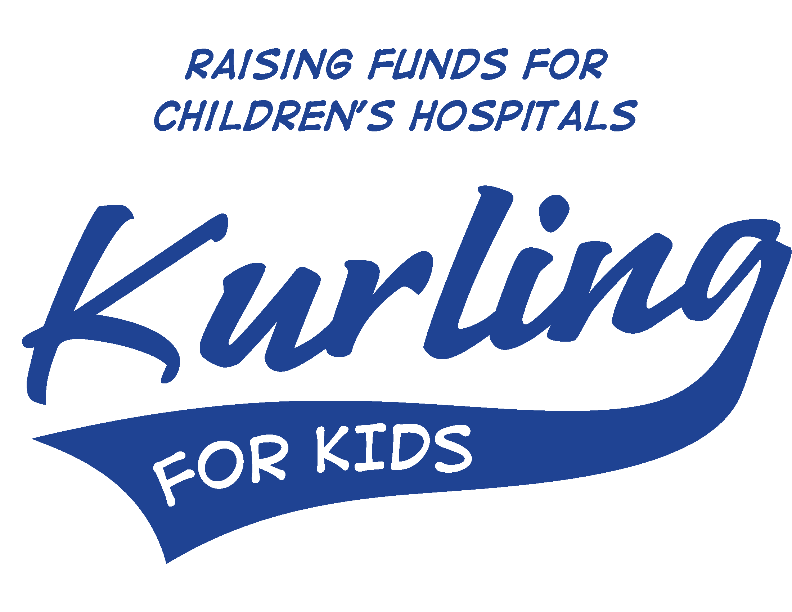 RAISING FUNDS FOR
CHILDREN'S HOSPITALS
Kurling
FOR KIDS